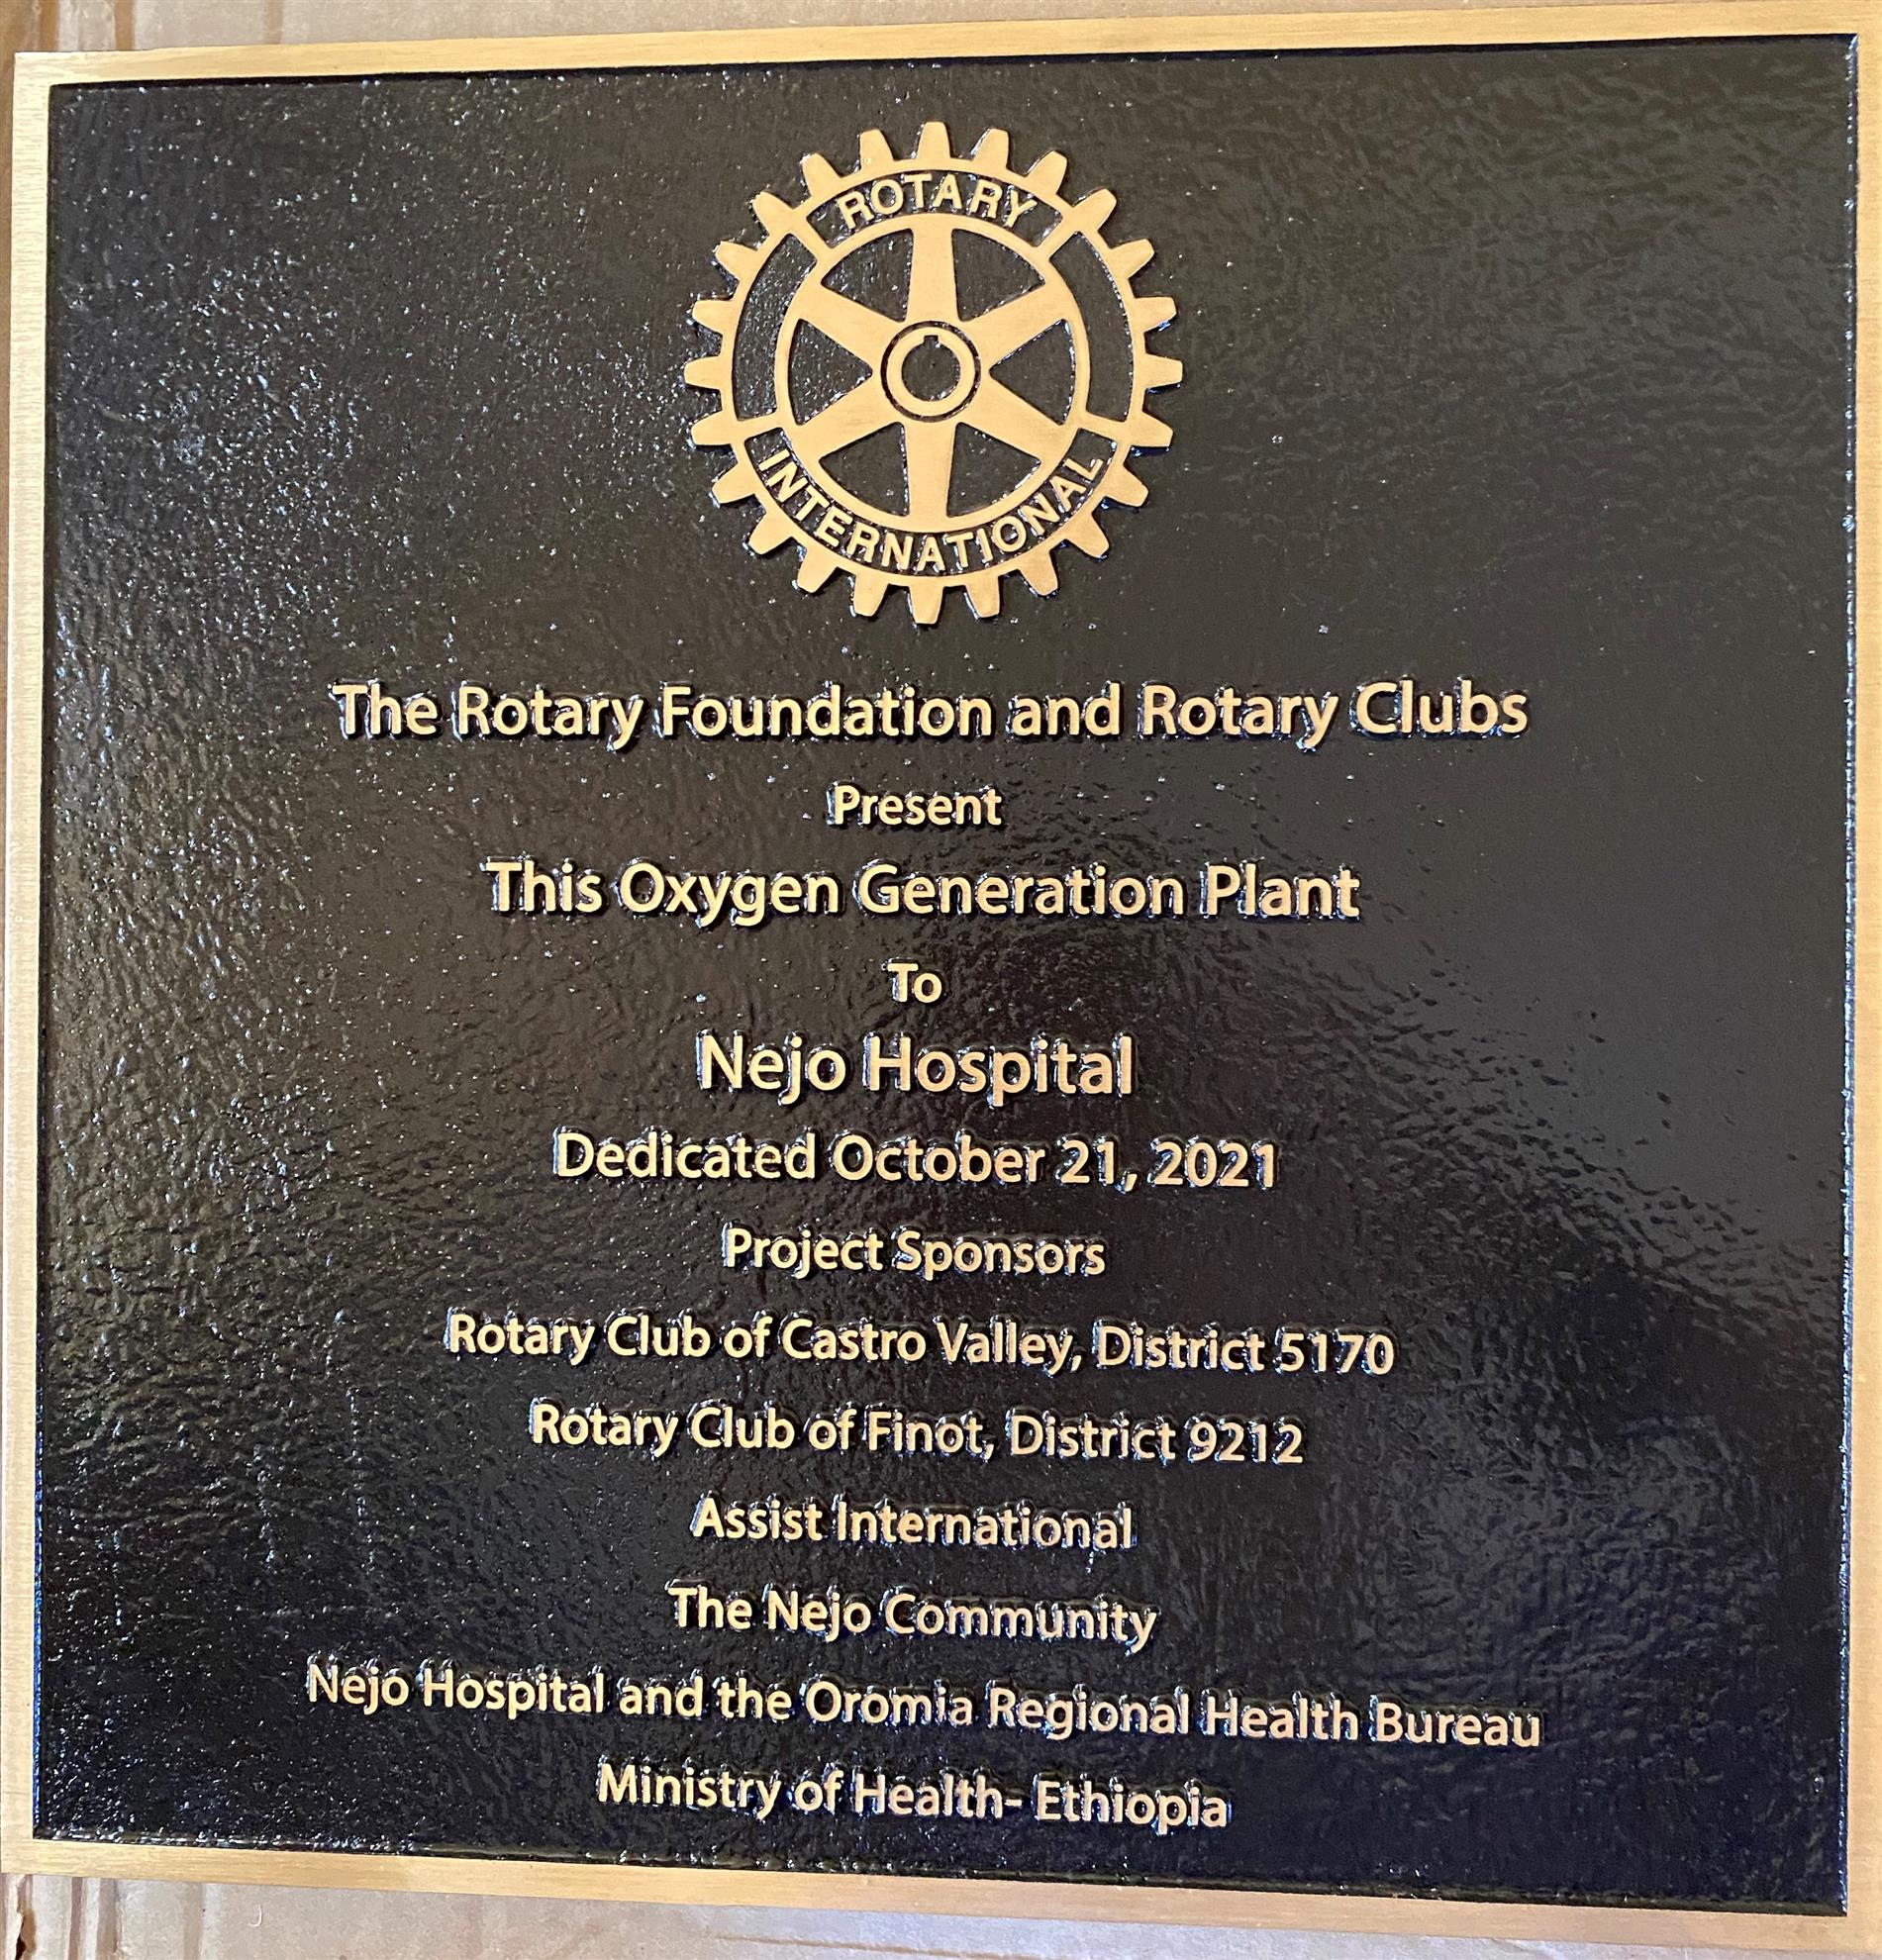 ROTARY
INTERNATIONAL
The Rotary Foundation and Rotary Clubs
Present
This Oxygen Generation Plant
To
Nejo Hospital
Dedicated October 21, 2021
Project Sponsors
Rotary Club of Castro Valley, District 5170
Rotary Club of Finot, District 9212
Assist International
The Nejo Community
Nejo Hospital and the Oromia Regional Health Bureau
Ministry of Health- Ethiopia